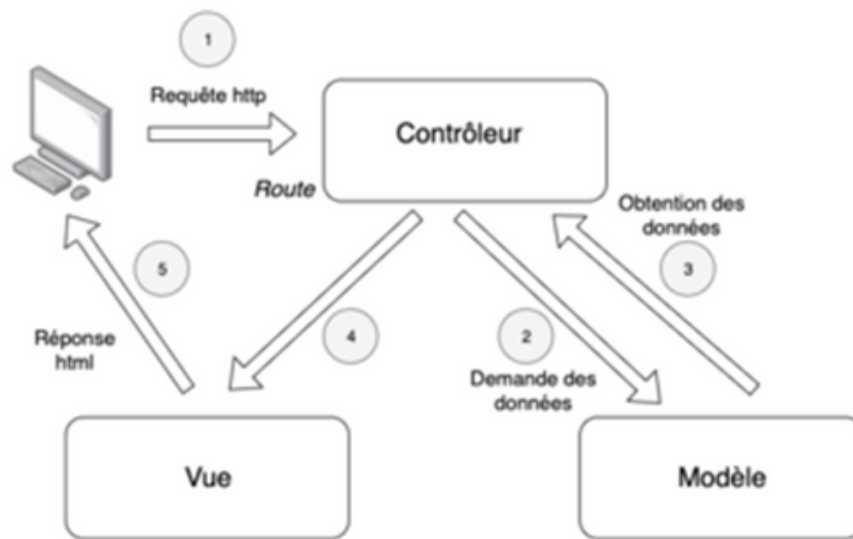 1
Requête http
Contrôleur
Route
Obtention des
données
3
5
4
2
Réponse
html
Demande des
données
Vue
Modèle